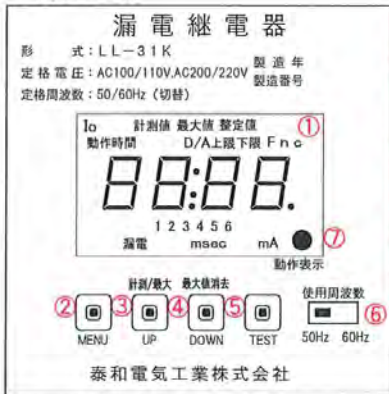 漏電継電器
形　式：LL-31K
定格電圧：AC100/110V,AC200/220V
定格周波数：50/60Hz (切替)
製造年
製造番号
Io 計測値 最大値 整定値 ①
動作時間 D/A上限下限 Fnc
88:88.
1 2 3 4 5 6
漏電 msec mA ⑦
動作表示
計測/最大 最大値消去
② ③ ④ ⑤
MENU UP DOWN TEST
使用周波数
⑥
50Hz 60Hz
泰和電気工業株式会社